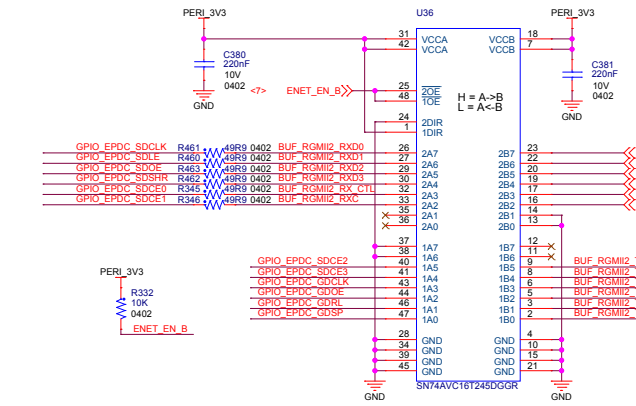 PERI_3V3
U36
PERI_3V3
31 VCCA VCCB 18
42 VCCA VCCB 7
C380
220nF
10V
0402
GND
C381
220nF
10V
0402
GND
<7> ENET_EN_B 25 2OE
48 1OE
H = A->B
L = A<-B
24 2DIR
1 1DIR
GPIO_EPDC_SDCLK R461 49R9 0402 BUF_RGMII2_RXD0 26 2A7 2B7 23
GPIO_EPDC_SDLE R460 49R9 0402 BUF_RGMII2_RXD1 27 2A6 2B6 22
GPIO_EPDC_SDOE R463 49R9 0402 BUF_RGMII2_RXD2 29 2A5 2B5 20
GPIO_EPDC_SDSHR R462 49R9 0402 BUF_RGMII2_RXD3 30 2A4 2B4 19
GPIO_EPDC_SDCE0 R345 49R9 0402 BUF_RGMII2_RX_CTL 32 2A3 2B3 17
GPIO_EPDC_SDCE1 R346 49R9 0402 BUF_RGMII2_RXC 33 2A2 2B2 16
35 2A1 2B1 14
36 2A0 2B0 13
37 1A7 1B7 12
38 1A6 1B6 11
GPIO_EPDC_SDCE2 40 1A5 1B5 9 BUF_RGMII2_
GPIO_EPDC_SDCE3 41 1A4 1B4 8 BUF_RGMII2_
GPIO_EPDC_GDCLK 43 1A3 1B3 6 BUF_RGMII2_
GPIO_EPDC_GDOE 44 1A2 1B2 5 BUF_RGMII2_
GPIO_EPDC_GDRL 46 1A1 1B1 3 BUF_RGMII2_
GPIO_EPDC_GDSP 47 1A0 1B0 2 BUF_RGMII2_
PERI_3V3
R332
10K
0402
ENET_EN_B
28 GND GND 4
34 GND GND 10
39 GND GND 15
45 GND GND 21
SN74AVC16T245DGGR
GND
GND